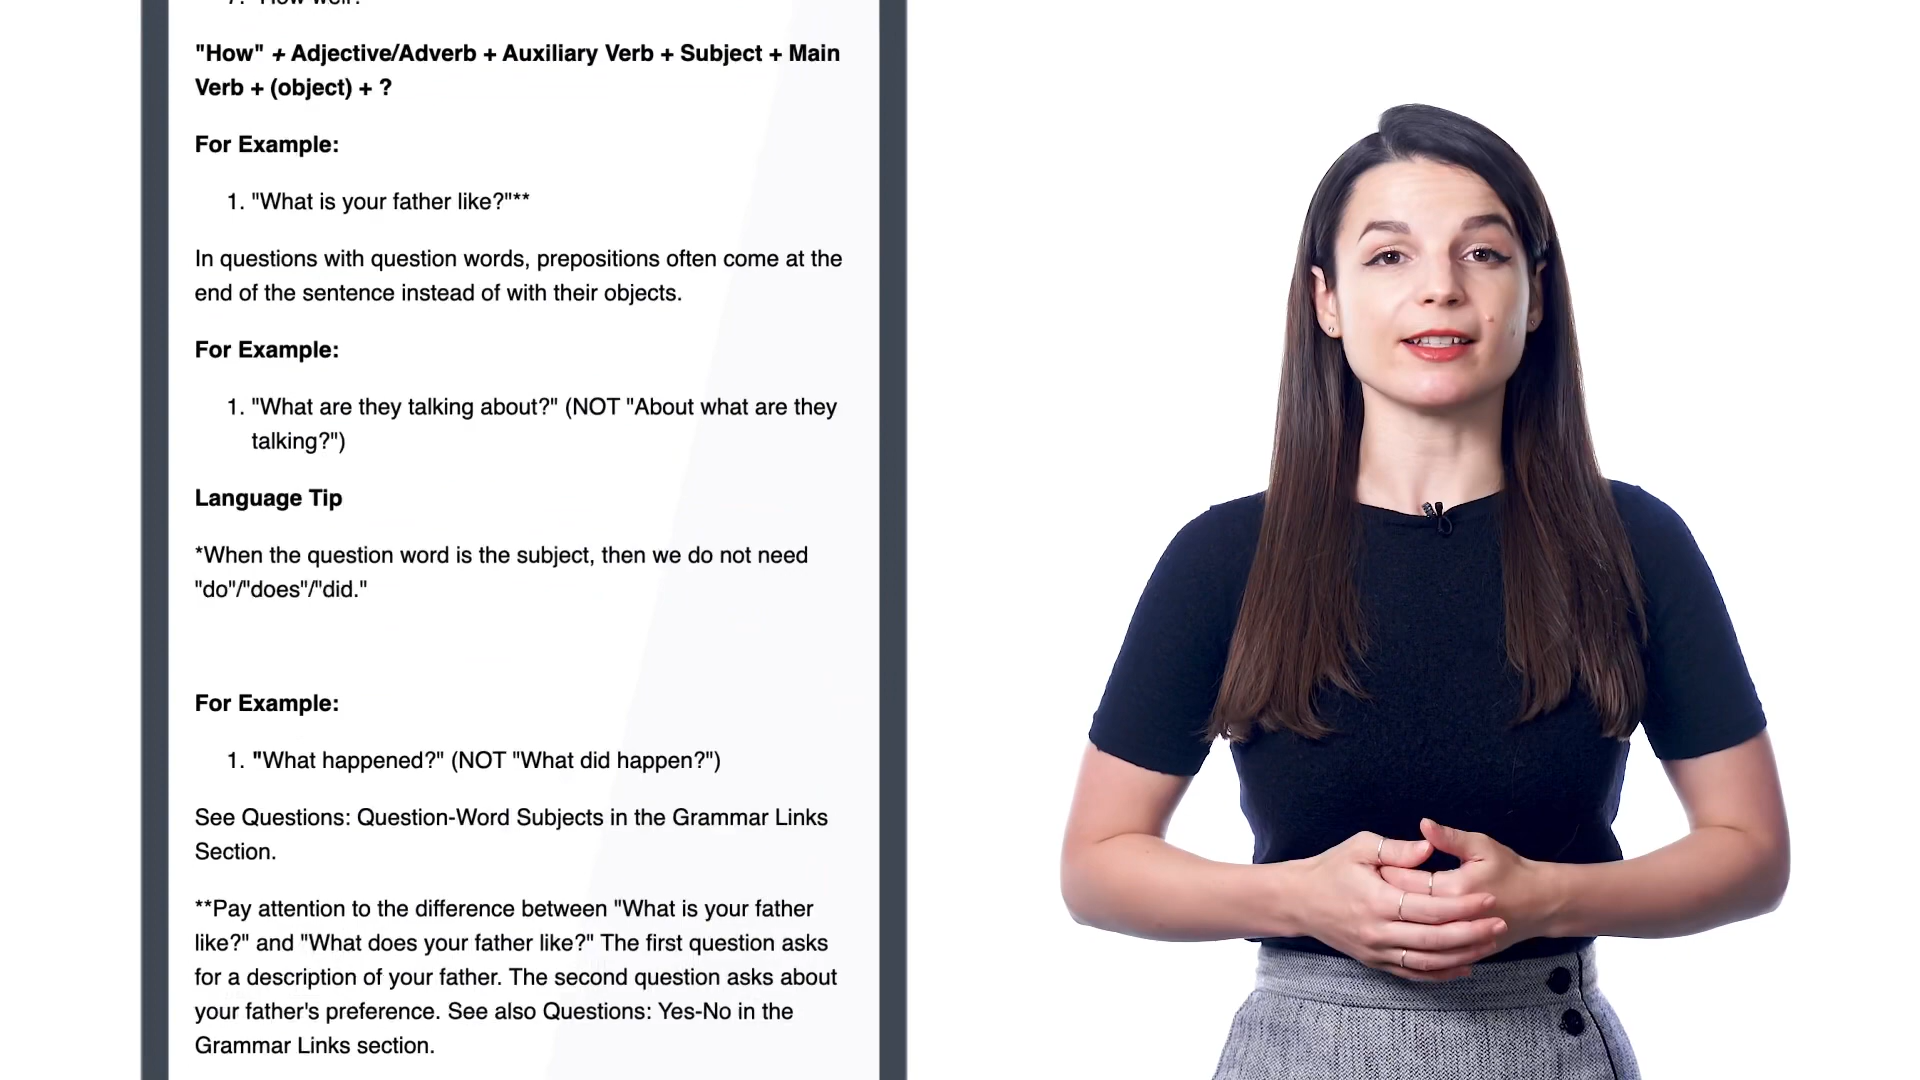 7. "How well?"
"How" + Adjective/Adverb + Auxiliary Verb + Subject + Main
Verb + (object) + ?
For Example:
1. "What is your father like?"**
In questions with question words, prepositions often come at the
end of the sentence instead of with their objects.
For Example:
1. "What are they talking about?" (NOT "About what are they
talking?")
Language Tip
*When the question word is the subject, then we do not need
"do"/"does"/"did."
For Example:
1. "What happened?" (NOT "What did happen?")
See Questions: Question-Word Subjects in the Grammar Links
Section.
**Pay attention to the difference between "What is your father
like?" and "What does your father like?" The first question asks
for a description of your father. The second question asks about
your father's preference. See also Questions: Yes-No in the
Grammar Links section.